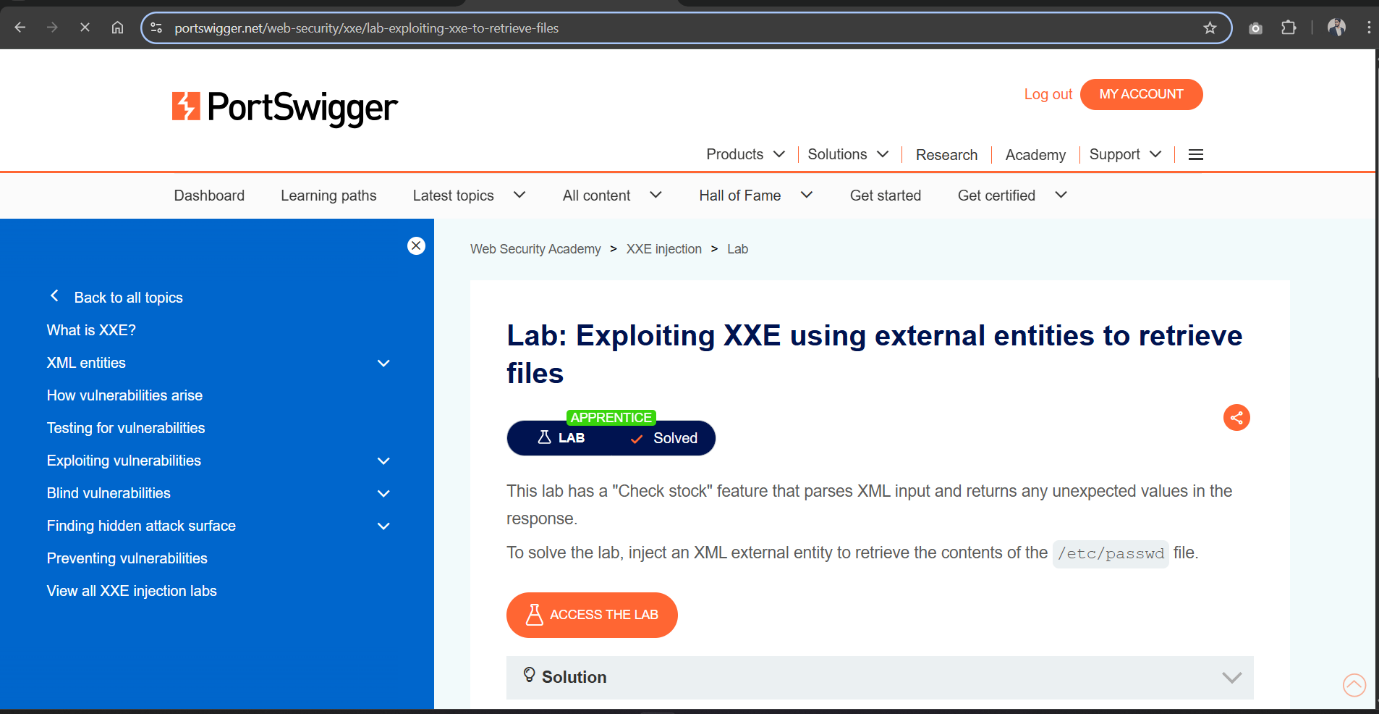 portswigger.net/web-security/xxe/lab-exploiting-xxe-to-retrieve-files
PortSwigger
Log out MY ACCOUNT
Products Solutions Research Academy Support
Dashboard Learning paths Latest topics All content Hall of Fame Get started Get certified
Back to all topics
What is XXE?
XML entities
How vulnerabilities arise
Testing for vulnerabilities
Exploiting vulnerabilities
Blind vulnerabilities
Finding hidden attack surface
Preventing vulnerabilities
View all XXE injection labs
Web Security Academy > XXE injection > Lab
Lab: Exploiting XXE using external entities to retrieve
files
APPRENTICE
LAB Solved
This lab has a "Check stock" feature that parses XML input and returns any unexpected values in the
response.
To solve the lab, inject an XML external entity to retrieve the contents of the /etc/passwd file.
ACCESS THE LAB
Solution